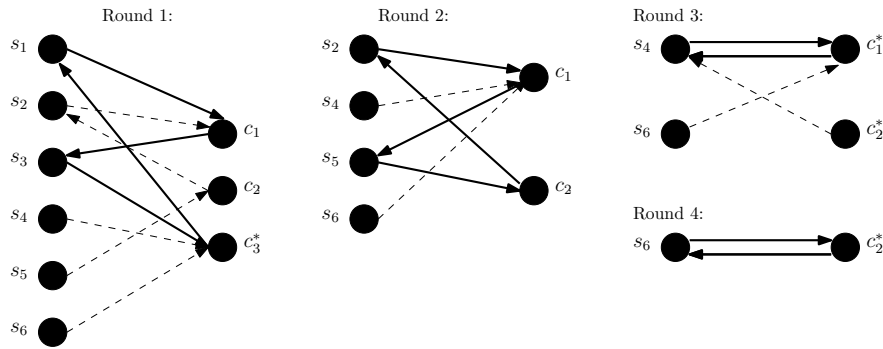 Round 1:
s₁
s₂
s₃
s₄
s₅
s₆
c₁
c₂
c₃*
Round 2:
s₂
s₄
s₅
s₆
c₁
c₂
Round 3:
s₄
s₆
c₁*
c₂*
Round 4:
s₆
c₂*